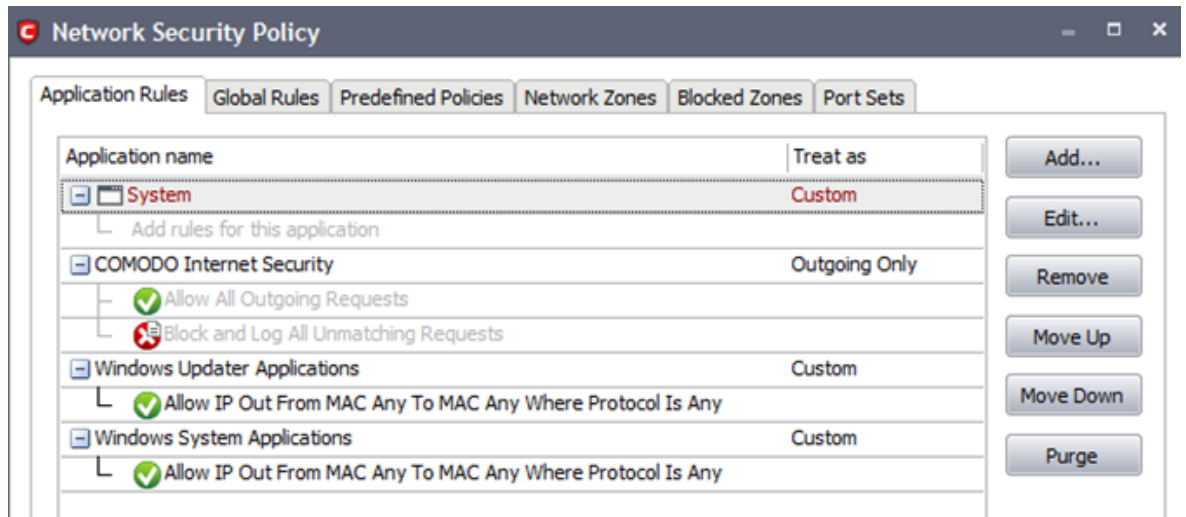 Network Security Policy
Application Rules Global Rules Predefined Policies Network Zones Blocked Zones Port Sets
Application name Treat as
System Custom
Add rules for this application
COMODO Internet Security Outgoing Only
Allow All Outgoing Requests
Block and Log All Unmatching Requests
Windows Updater Applications Custom
Allow IP Out From MAC Any To MAC Any Where Protocol Is Any
Windows System Applications Custom
Allow IP Out From MAC Any To MAC Any Where Protocol Is Any
Add...
Edit...
Remove
Move Up
Move Down
Purge